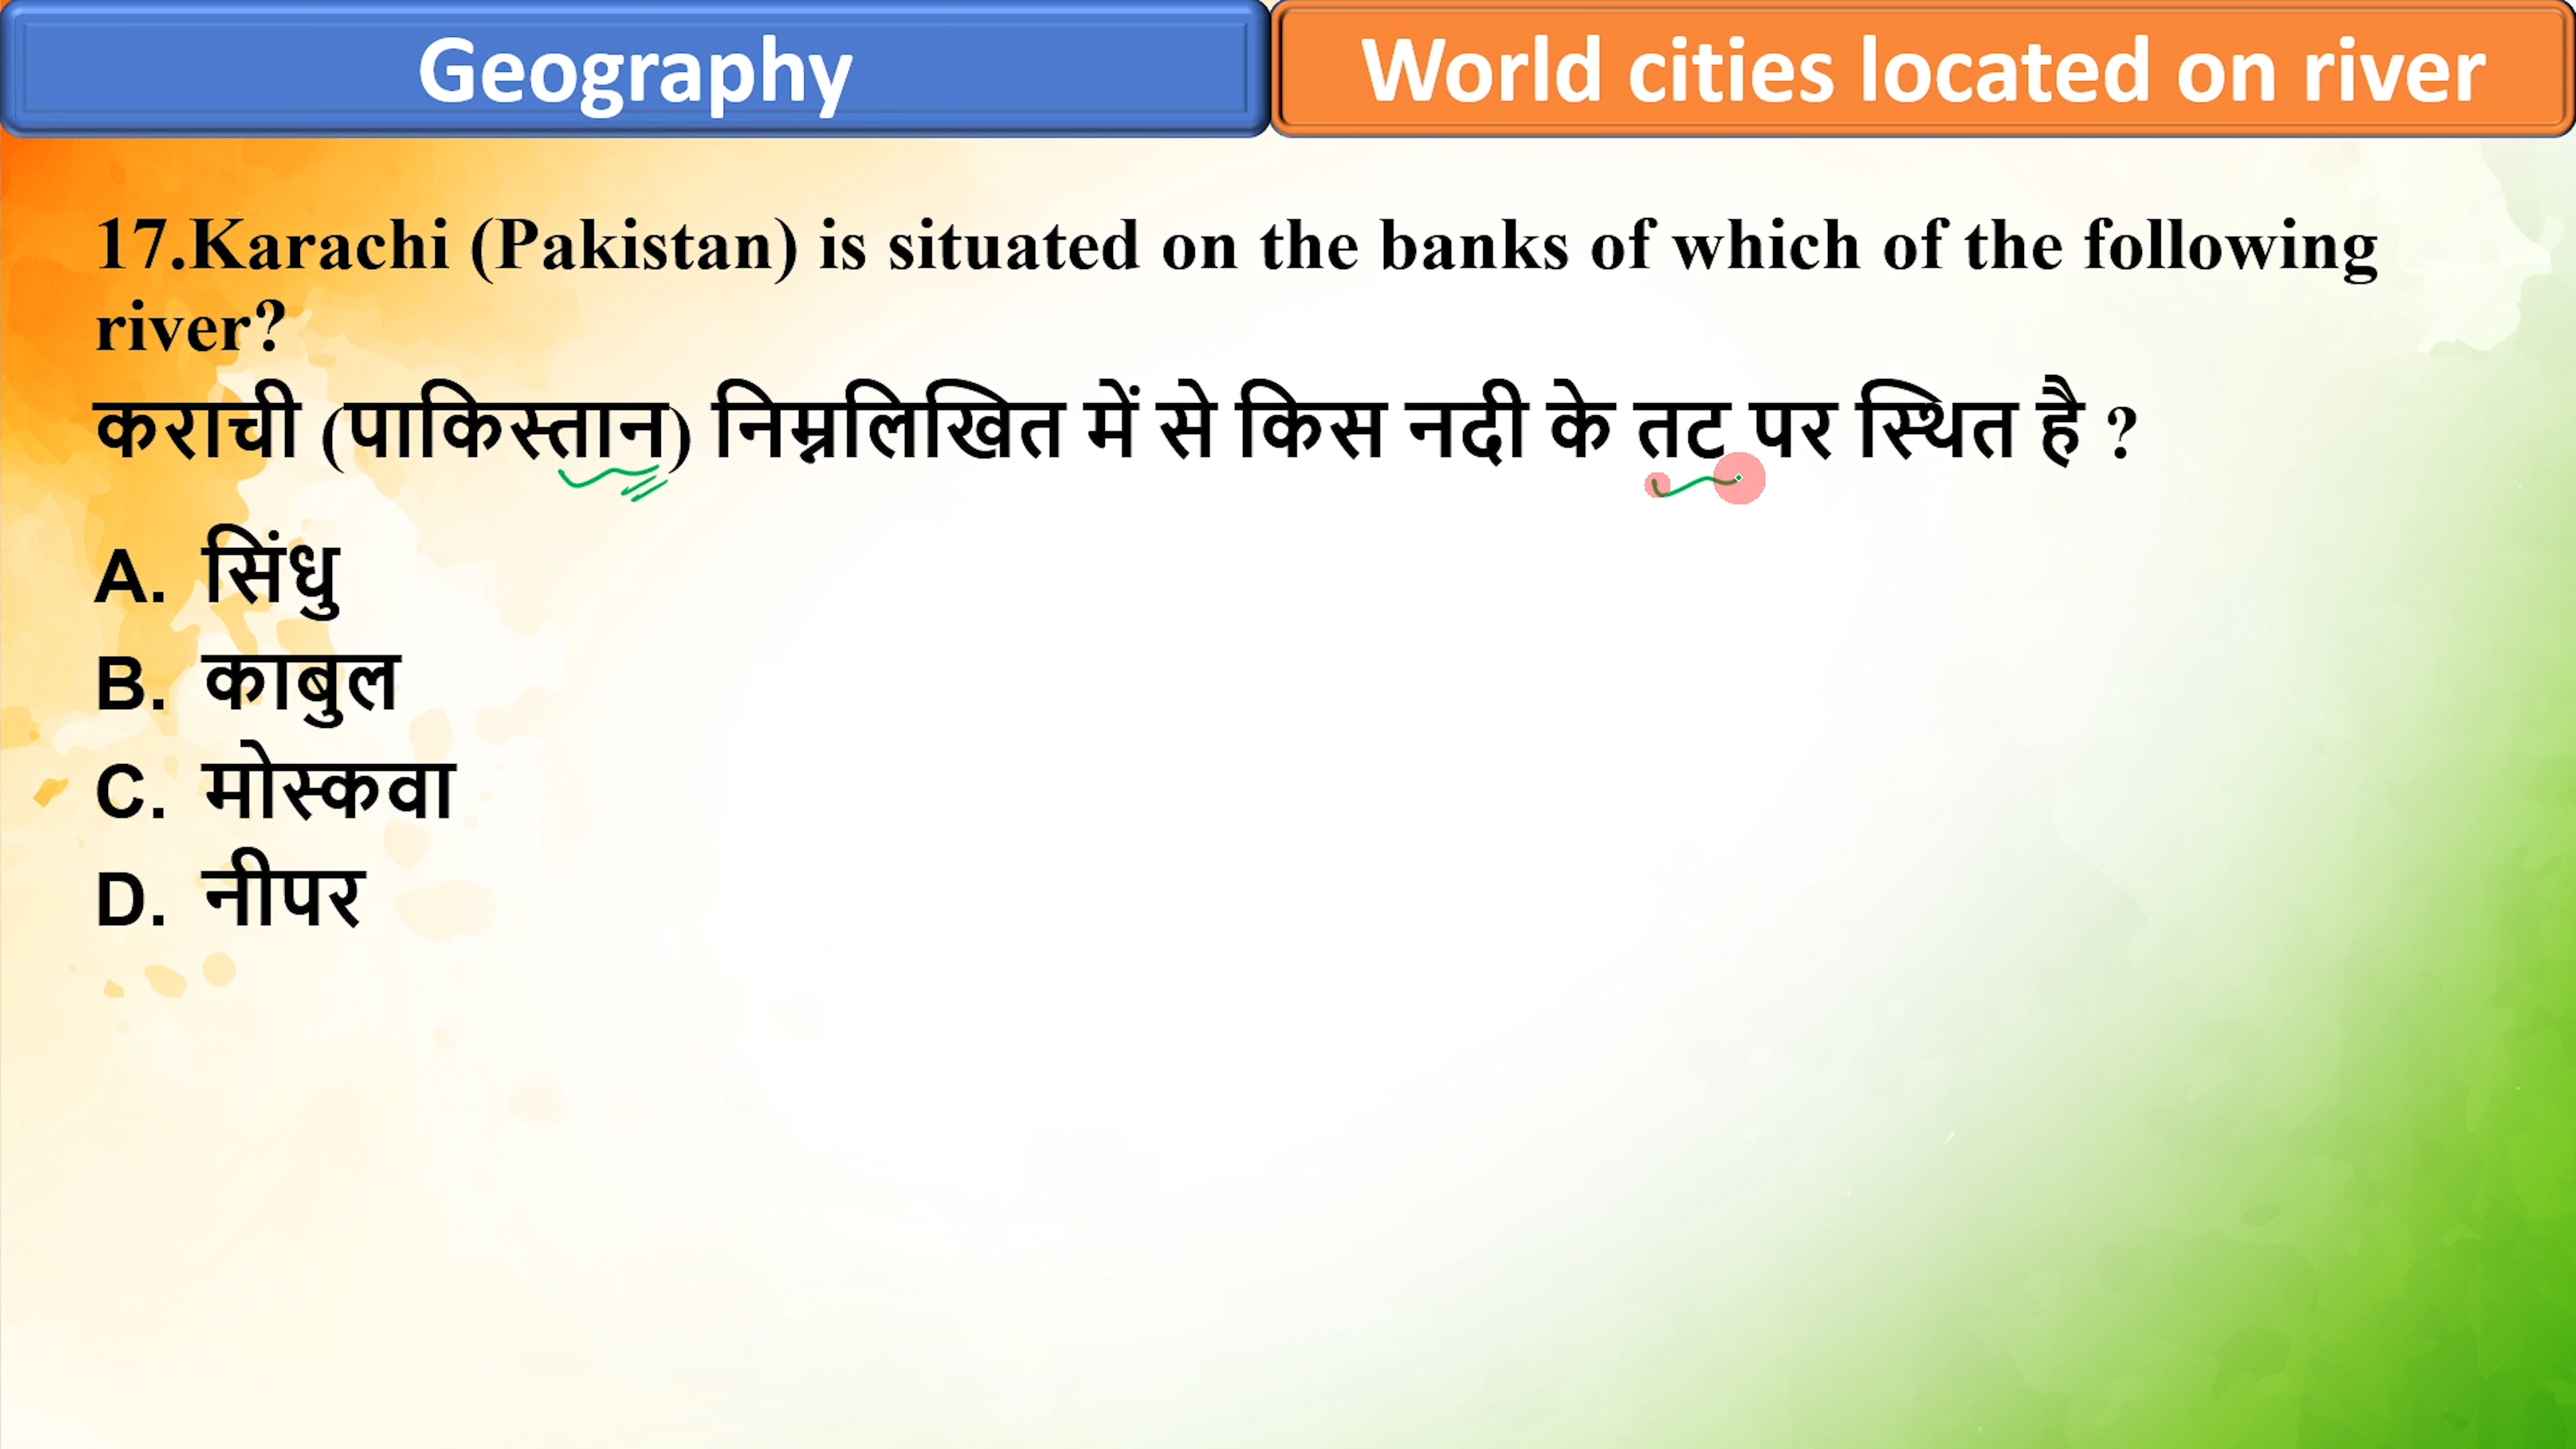 Geography
World cities located on river
17.Karachi (Pakistan) is situated on the banks of which of the following
river?
कराची (पाकिस्तान) निम्नलिखित में से किस नदी के तट पर स्थित है ?
A. सिंधु
B. काबुल
C. मोस्कवा
D. नीपर